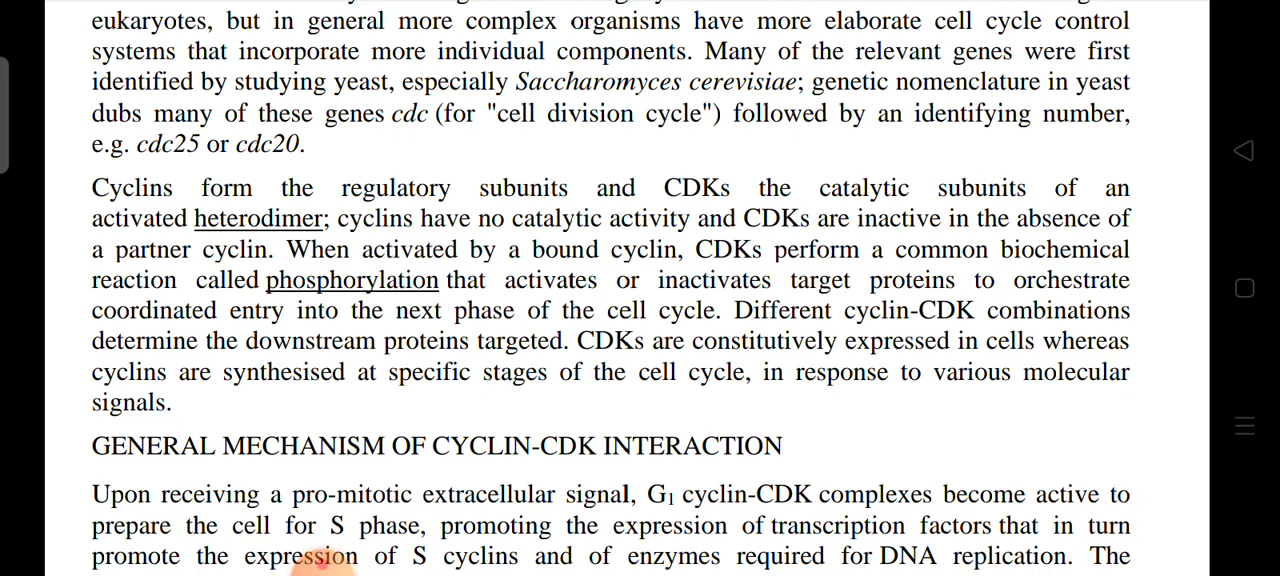 eukaryotes, but in general more complex organisms have more elaborate cell cycle control
systems that incorporate more individual components. Many of the relevant genes were first
identified by studying yeast, especially Saccharomyces cerevisiae; genetic nomenclature in yeast
dubs many of these genes cdc (for "cell division cycle") followed by an identifying number,
e.g. cdc25 or cdc20.
Cyclins form the regulatory subunits and CDKs the catalytic subunits of an
activated heterodimer; cyclins have no catalytic activity and CDKs are inactive in the absence of
a partner cyclin. When activated by a bound cyclin, CDKs perform a common biochemical
reaction called phosphorylation that activates or inactivates target proteins to orchestrate
coordinated entry into the next phase of the cell cycle. Different cyclin-CDK combinations
determine the downstream proteins targeted. CDKs are constitutively expressed in cells whereas
cyclins are synthesised at specific stages of the cell cycle, in response to various molecular
signals.
GENERAL MECHANISM OF CYCLIN-CDK INTERACTION
Upon receiving a pro-mitotic extracellular signal, G₁ cyclin-CDK complexes become active to
prepare the cell for S phase, promoting the expression of transcription factors that in turn
promote the expression of S cyclins and of enzymes required for DNA replication. The